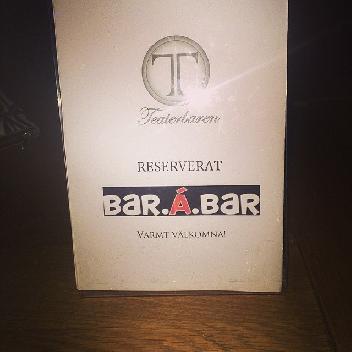 T
Teaterbaren
RESERVERAT
BAR.Á.BAR
VARMT VÄLKOMNA!